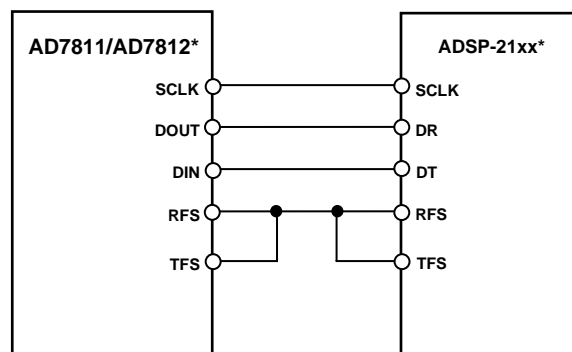 AD7811/AD7812*
ADSP-21xx*
SCLK
SCLK
DOUT
DR
DIN
DT
RFS
RFS
TFS
TFS